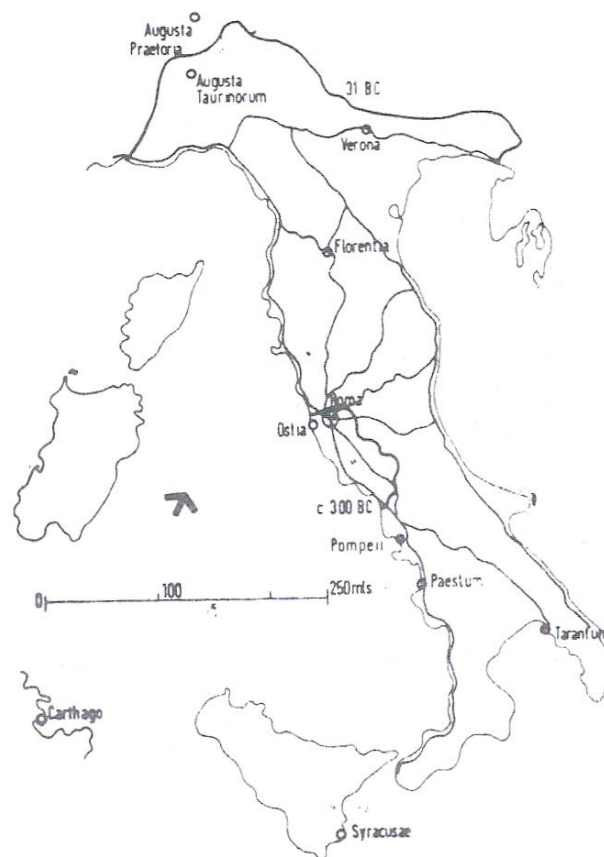 Augusta
Praetoria
Augusta
Taurinorum
31 BC
Verona
Florentia
Roma
Ostia
c 300 BC
Pompeii
Paestum
0
100
250mls
Tarantum
Carthago
Syracusae